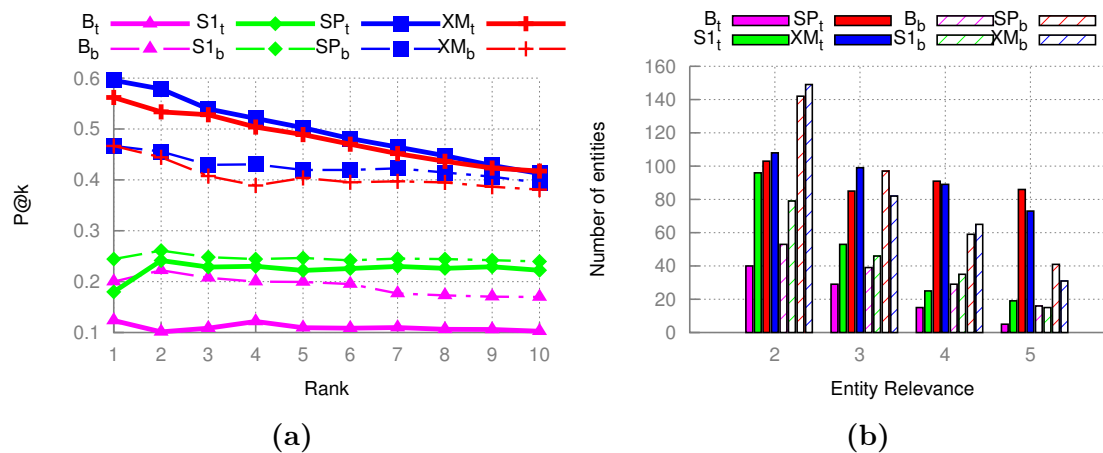 B_t S1_t SP_t XM_t
B_b S1_b SP_b XM_b
0.6
0.5
0.4
0.3
0.2
0.1
P@k
1 2 3 4 5 6 7 8 9 10
Rank
(a)
B_t SP_t B_b SP_b
S1_t XM_t S1_b XM_b
160
140
120
100
80
60
40
20
0
Number of entities
2 3 4 5
Entity Relevance
(b)